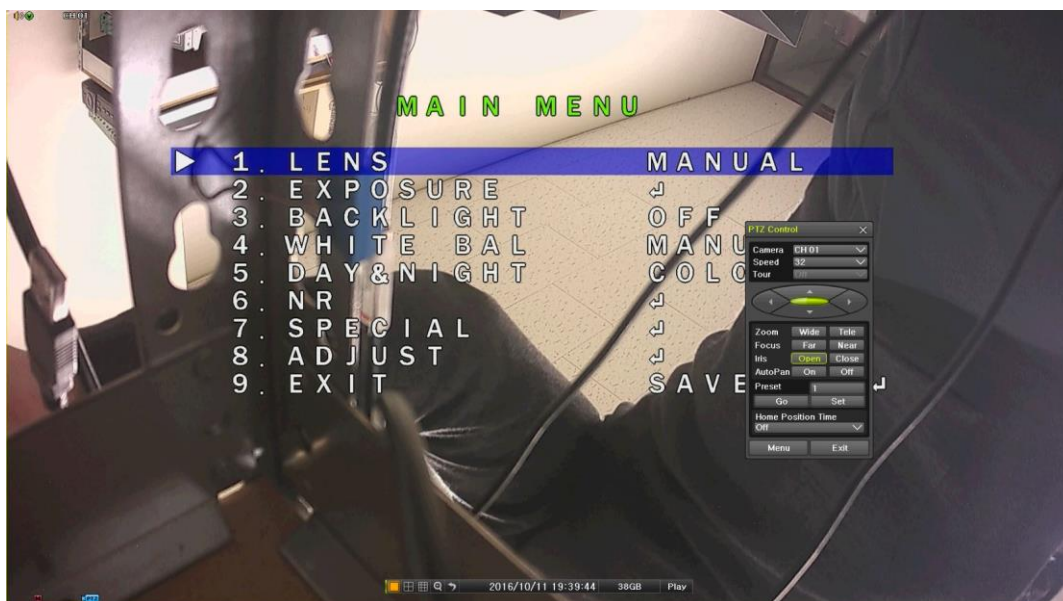 CH 01
MAIN MENU
1. LENS MANUAL
2. EXPOSURE ↲
3. BACKLIGHT OFF
4. WHITE BAL MANU
5. DAY&NIGHT COLO
6. NR ↲
7. SPECIAL ↲
8. ADJUST ↲
9. EXIT SAVE ↲
PTZ Control ×
Camera CH 01
Speed 32
Tour Off
Zoom Wide Tele
Focus Far Near
Iris Open Close
AutoPan On Off
Preset 1
Go Set
Home Position Time
Off
Menu Exit
2016/10/11 19:39:44 38GB Play